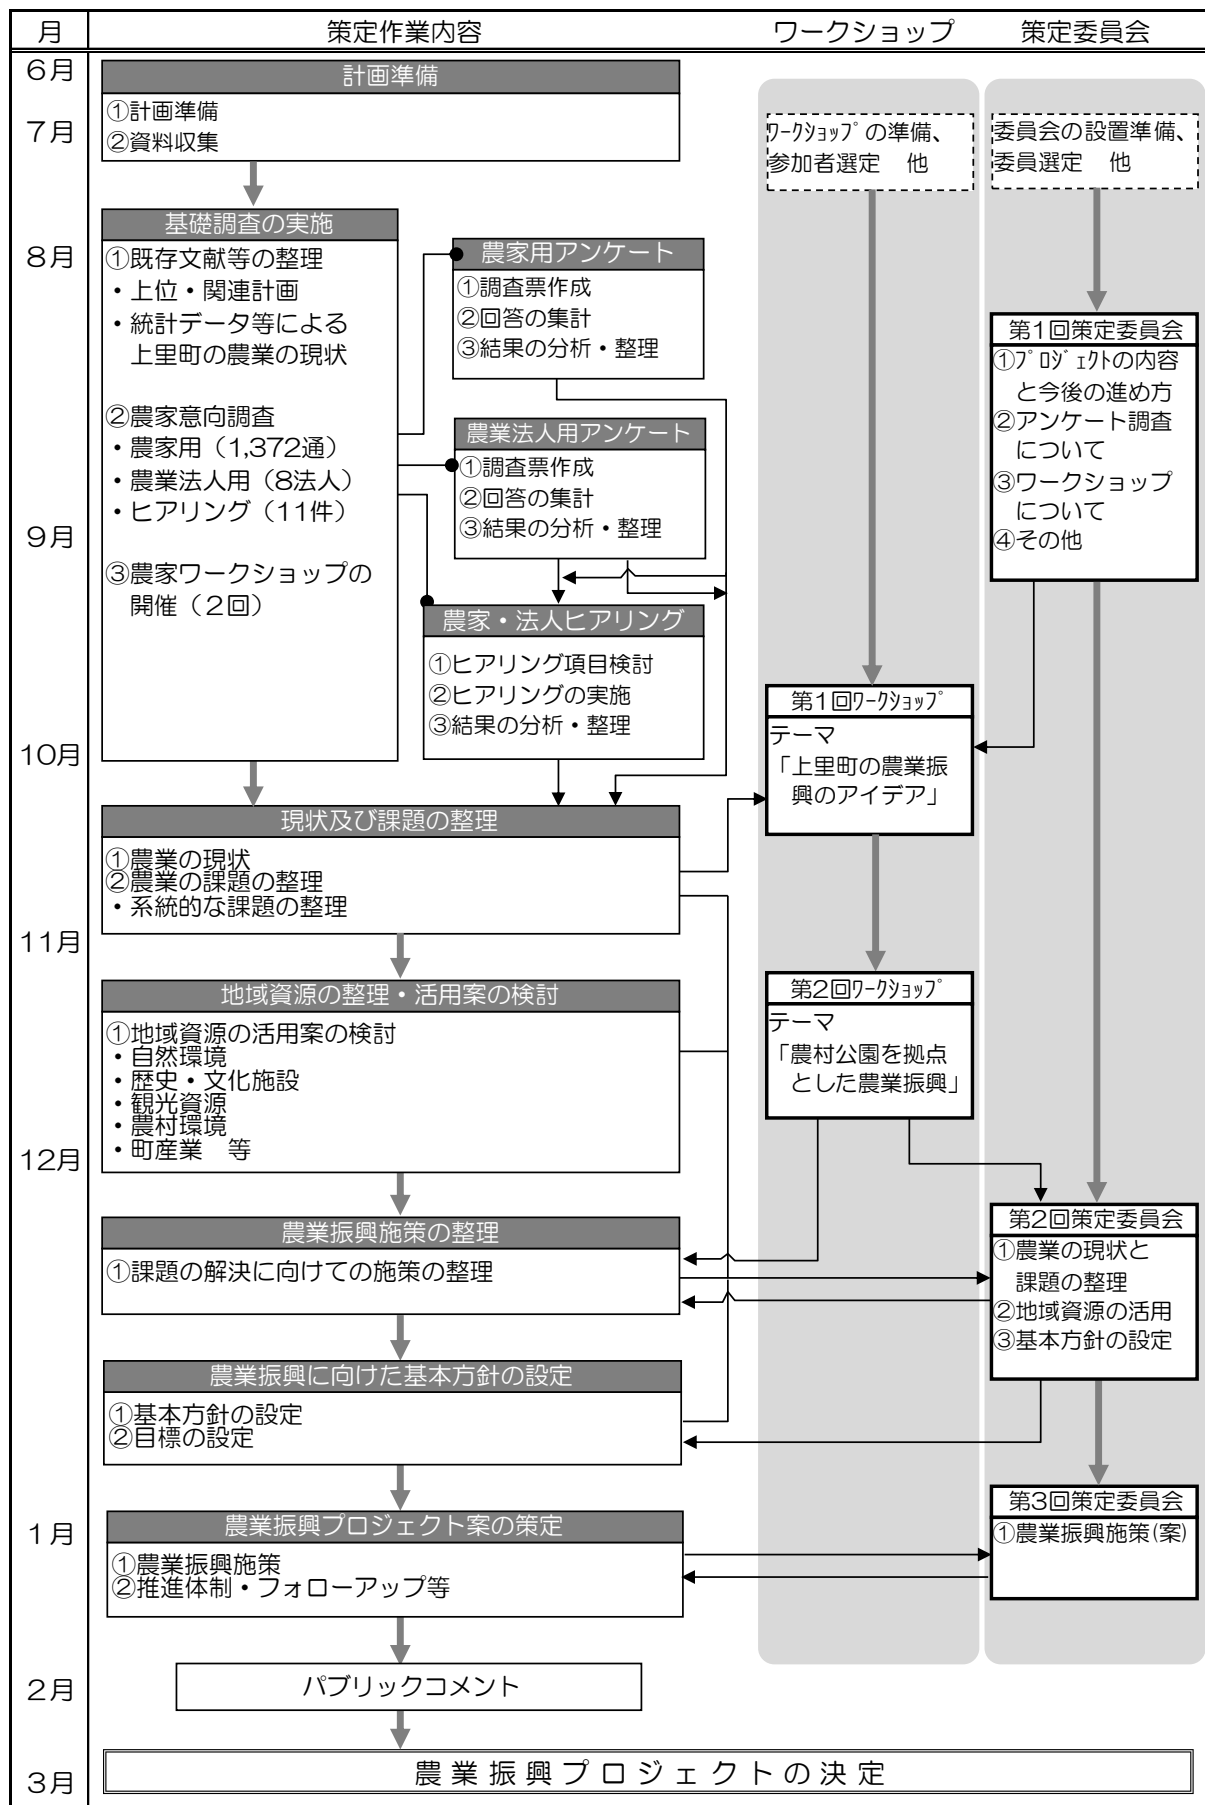 月
策定作業内容
ワークショップ
策定委員会
6月
7月
8月
9月
10月
11月
12月
1月
2月
3月
計画準備
①計画準備
②資料収集
基礎調査の実施
①既存文献等の整理
・上位・関連計画
・統計データ等による
上里町の農業の現状
②農家意向調査
・農家用（1,372通）
・農業法人用（8法人）
・ヒアリング（11件）
③農家ワークショップの
開催（２回）
農家用アンケート
①調査票作成
②回答の集計
③結果の分析・整理
農業法人用アンケート
①調査票作成
②回答の集計
③結果の分析・整理
農家・法人ヒアリング
①ヒアリング項目検討
②ヒアリングの実施
③結果の分析・整理
現状及び課題の整理
①農業の現状
②農業の課題の整理
・系統的な課題の整理
地域資源の整理・活用案の検討
①地域資源の活用案の検討
・自然環境
・歴史・文化施設
・観光資源
・農村環境
・町産業　等
農業振興施策の整理
①課題の解決に向けての施策の整理
農業振興に向けた基本方針の設定
①基本方針の設定
②目標の設定
農業振興プロジェクト案の策定
①農業振興施策
②推進体制・フォローアップ等
パブリックコメント
農業振興プロジェクトの決定
ﾜｰｸｼｮｯﾌﾟの準備、
参加者選定　他
第１回ﾜｰｸｼｮｯﾌﾟ
テーマ
「上里町の農業振
興のアイデア」
第２回ﾜｰｸｼｮｯﾌﾟ
テーマ
「農村公園を拠点
とした農業振興」
委員会の設置準備、
委員選定　他
第１回策定委員会
①ﾌﾟﾛｼﾞｪｸﾄの内容
と今後の進め方
②アンケート調査
について
③ワークショップ
について
④その他
第２回策定委員会
①農業の現状と
課題の整理
②地域資源の活用
③基本方針の設定
第３回策定委員会
①農業振興施策(案)